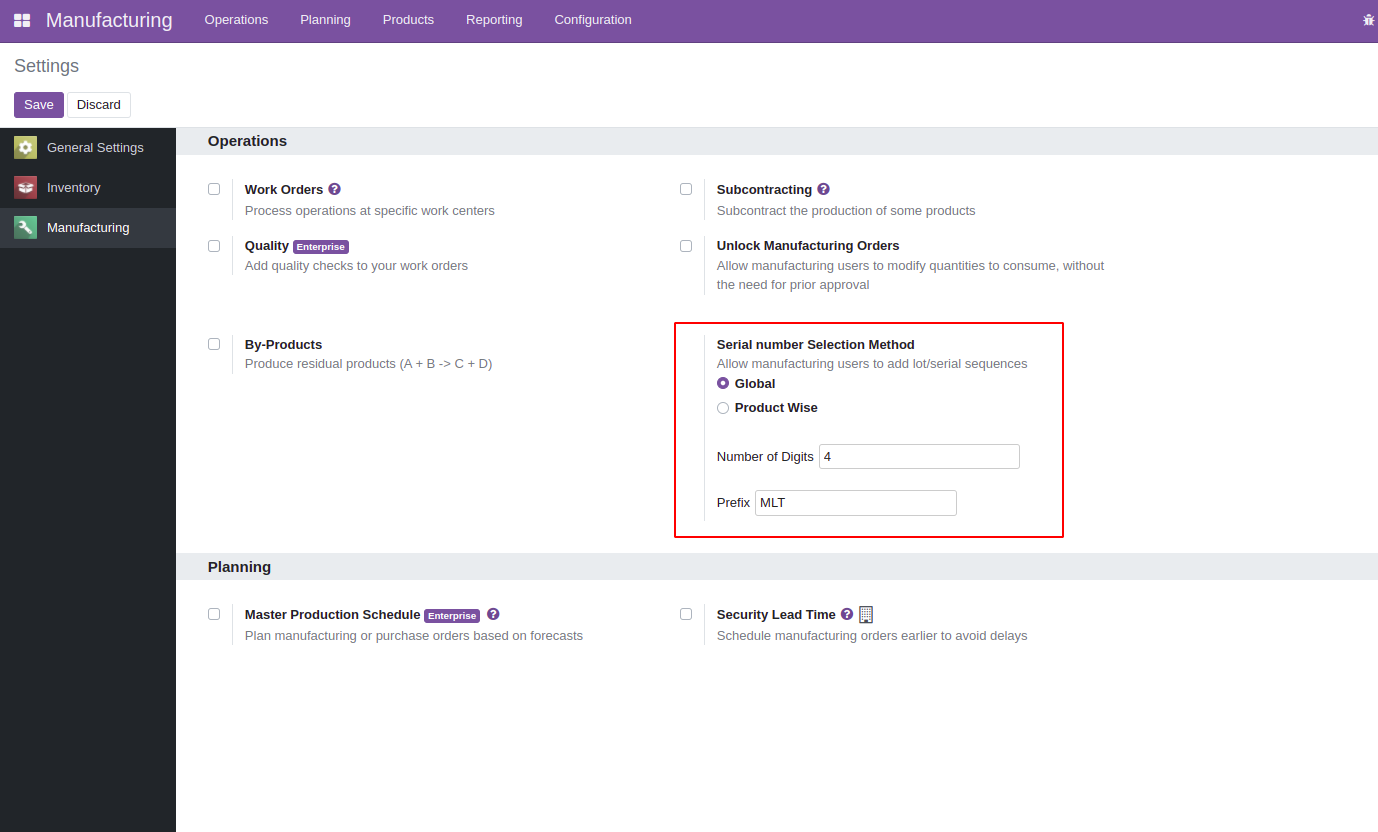 Manufacturing Operations Planning Products Reporting Configuration
Settings
Save Discard
General Settings
Inventory
Manufacturing
Operations
Work Orders ?
Process operations at specific work centers
Subcontracting ?
Subcontract the production of some products
Quality Enterprise
Add quality checks to your work orders
Unlock Manufacturing Orders
Allow manufacturing users to modify quantities to consume, without
the need for prior approval
By-Products
Produce residual products (A + B -> C + D)
Serial number Selection Method
Allow manufacturing users to add lot/serial sequences
Global
Product Wise
Number of Digits 4
Prefix MLT
Planning
Master Production Schedule Enterprise ?
Plan manufacturing or purchase orders based on forecasts
Security Lead Time ?
Schedule manufacturing orders earlier to avoid delays